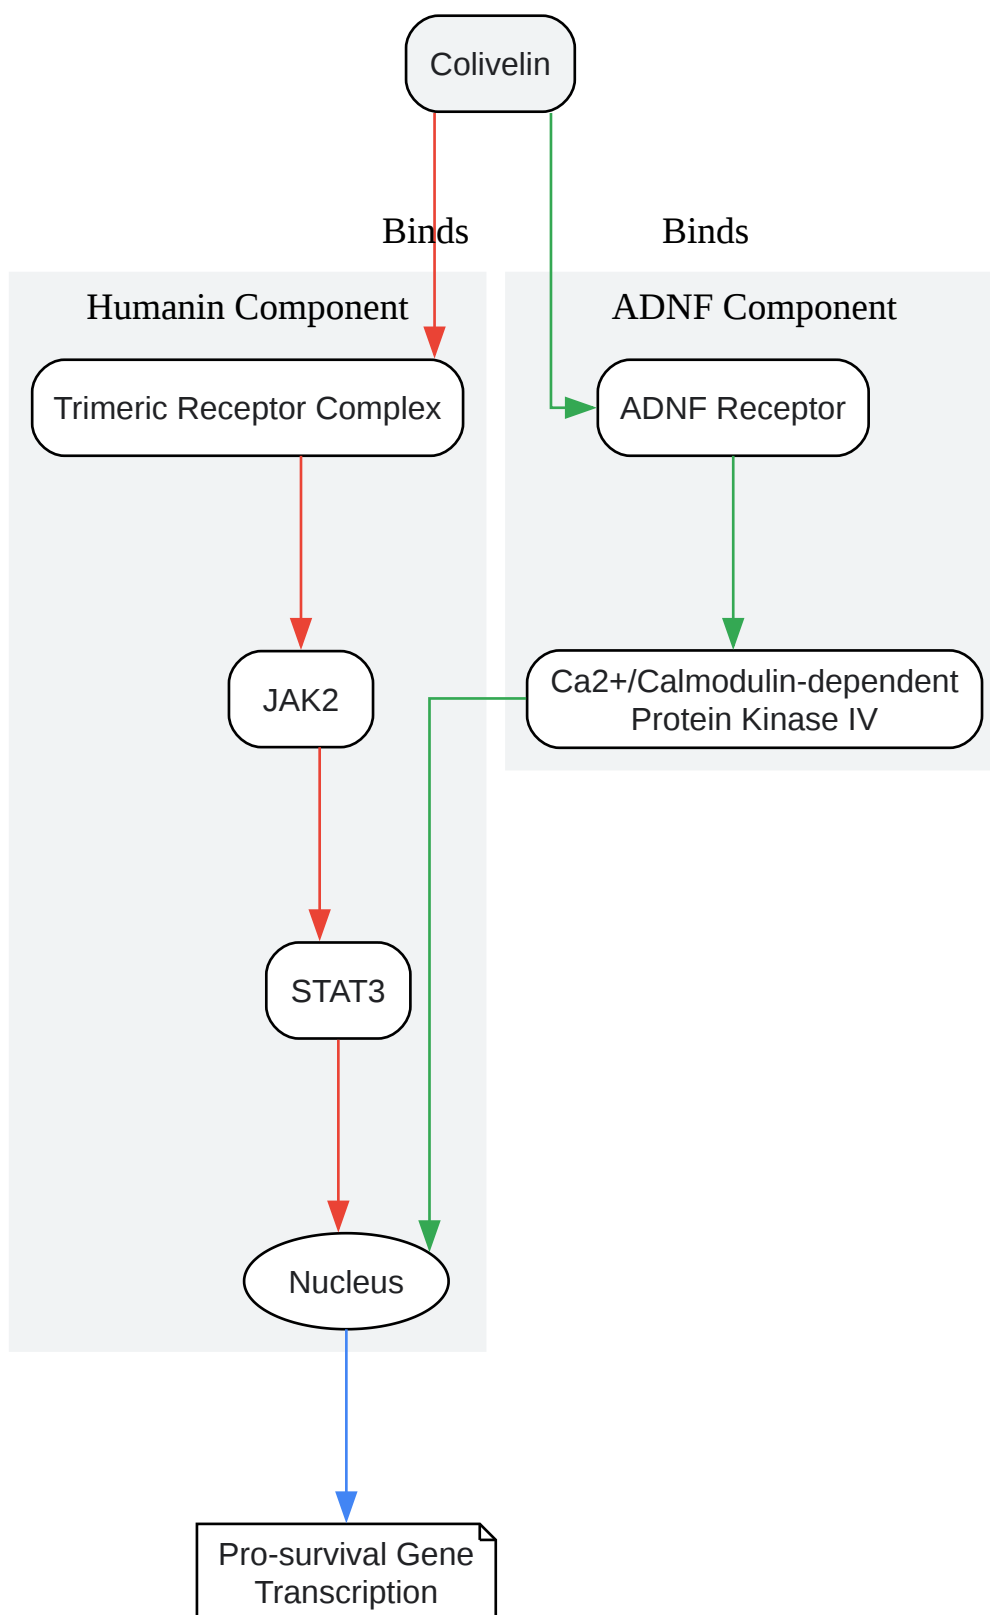 Colivelin
Binds
Binds
Humanin Component
ADNF Component
Trimeric Receptor Complex
ADNF Receptor
JAK2
Ca2+/Calmodulin-dependent
Protein Kinase IV
STAT3
Nucleus
Pro-survival Gene
Transcription